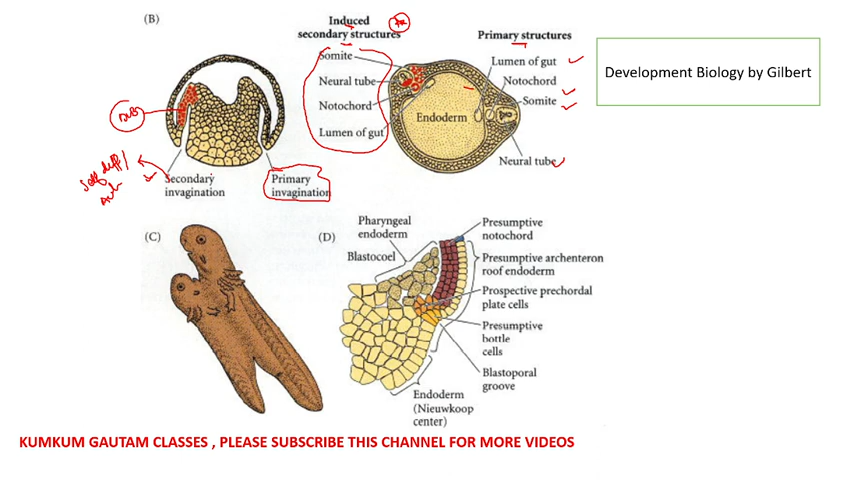 (B)
Induced
secondary structures
Somite
Neural tube
Notochord
Lumen of gut
Endoderm
Primary structures
Lumen of gut
Notochord
Somite
Neural tube
Secondary
invagination
Primary
invagination
Development Biology by Gilbert
(C)
(D)
Pharyngeal
endoderm
Blastocoel
Presumptive
notochord
Presumptive archenteron
roof endoderm
Prospective prechordal
plate cells
Presumptive
bottle
cells
Blastoporal
groove
Endoderm
(Nieuwkoop
center)
KUMKUM GAUTAM CLASSES , PLEASE SUBSCRIBE THIS CHANNEL FOR MORE VIDEOS